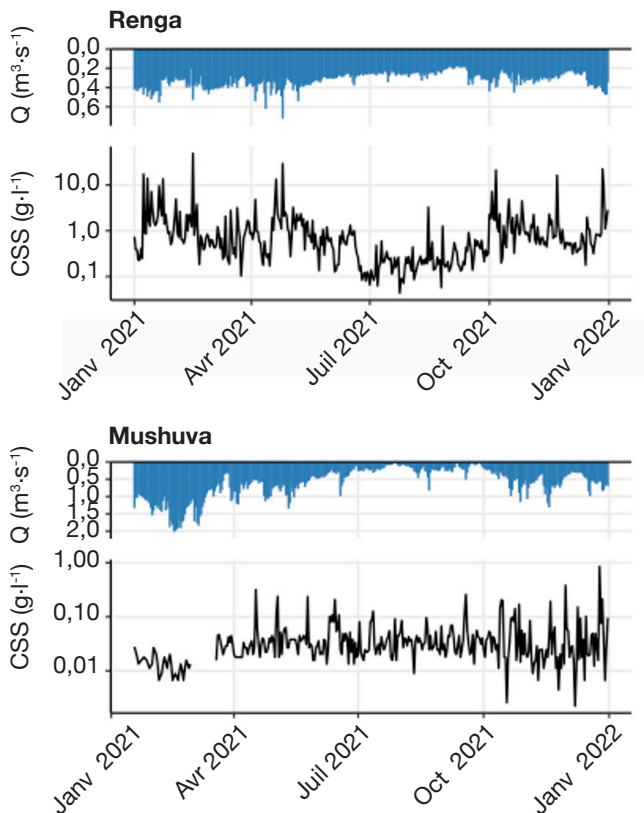 Renga
Q (m³·s⁻¹)
0,0
0,2
0,4
0,6
CSS (g·l⁻¹)
10,0
1,0
0,1
Janv 2021
Avr 2021
Juil 2021
Oct 2021
Janv 2022
Mushuva
Q (m³·s⁻¹)
0,0
0,5
1,0
1,5
2,0
CSS (g·l⁻¹)
1,00
0,10
0,01
Janv 2021
Avr 2021
Juil 2021
Oct 2021
Janv 2022